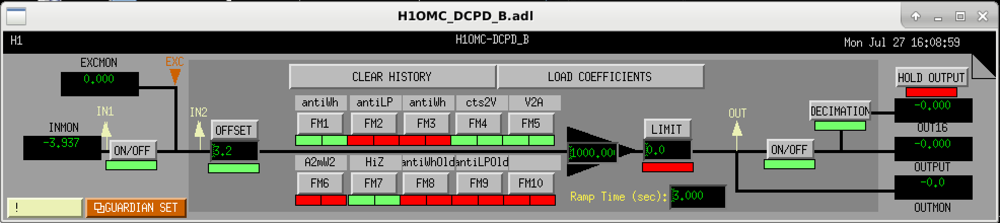 H1OMC_DCPD_B.adl
H1
H1OMC-DCPD_B
Mon Jul 27 16:08:59
EXCMON
0.000
EXC
CLEAR HISTORY
LOAD COEFFICIENTS
HOLD OUTPUT
antiWh
antiLP
antiWh
cts2V
V2A
-0.000
IN1
IN2
OUT
DECIMATION
FM1
FM2
FM3
FM4
FM5
INMON
OFFSET
LIMIT
OUT16
-3.937
ON/OFF
3.2
1000.00
0.0
ON/OFF
-0.000
A2mW2
HiZ
antiWhOld
antiLPOld
OUTPUT
FM6
FM7
FM8
FM9
FM10
-0.0
Ramp Time (sec):
3.000
!
GUARDIAN SET
OUTMON